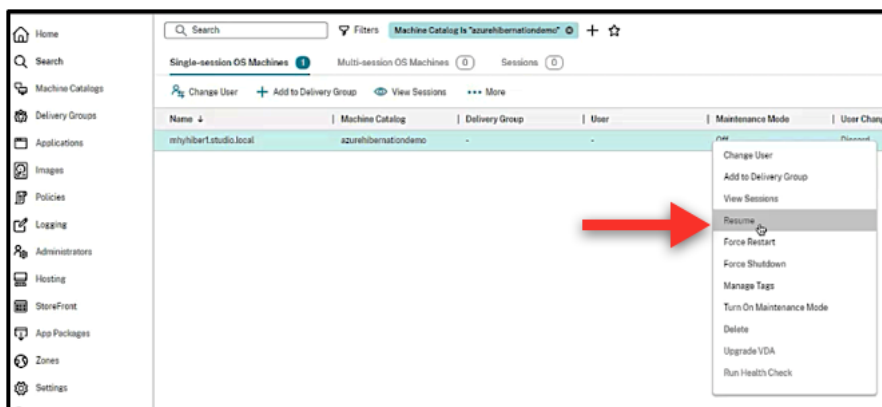 Home
Search
Machine Catalogs
Delivery Groups
Applications
Images
Policies
Logging
Administrators
Hosting
StoreFront
App Packages
Zones
Settings
Search Filters Machine Catalog Is "azurehibernationdemo"
Single-session OS Machines 1 Multi-session OS Machines 0 Sessions 0
Change User Add to Delivery Group View Sessions More
Name Machine Catalog Delivery Group User Maintenance Mode User Chang
mhyhiber1.studio.local azurehibernationdemo - - Off Discard
Change User
Add to Delivery Group
View Sessions
Resume
Force Restart
Force Shutdown
Manage Tags
Turn On Maintenance Mode
Delete
Upgrade VDA
Run Health Check